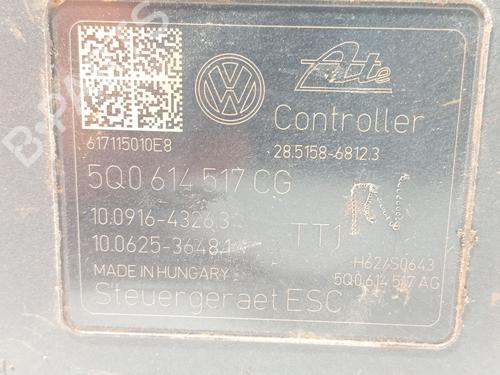 Ate
Controller
617115010E8
28.5158-6812.3
5Q0 614 517 CG
10.0916-4326.3
10.0625-3648.1
TT1
H62/S0643
MADE IN HUNGARY
5Q0 614 517 AG
Steuergeraet ESC